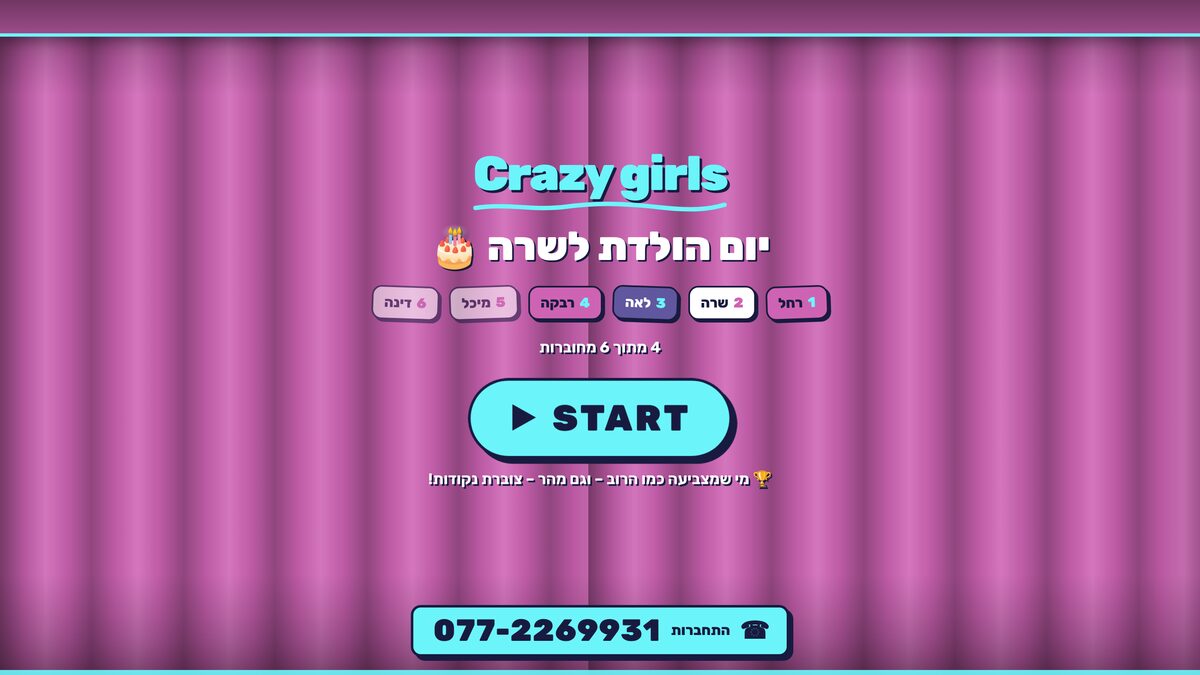 Crazy girls
יום הולדת לשרה 🎂
1 רחל 2 שרה 3 לאה 4 רבקה 5 מיכל 6 דינה
4 מתוך 6 מחוברות
▶ START
🏆 מי שמצביעה כמו הרוב – וגם מהר – צוברת נקודות!
☎ התחברות 077-2269931